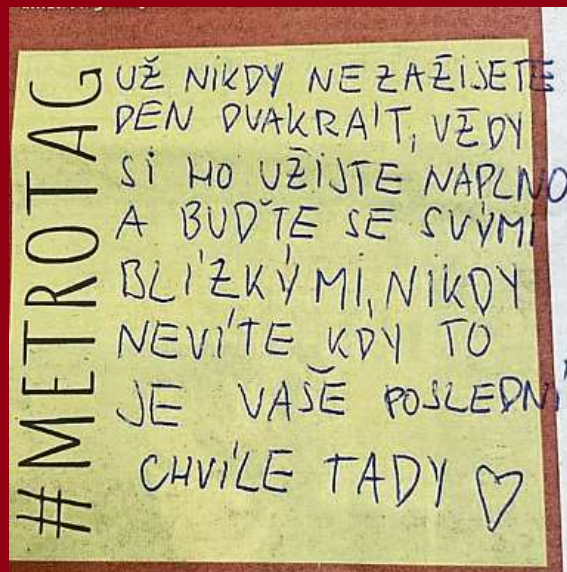 #METROTAG
UŽ NIKDY NEZAŽIJETE
DEN DVAKRÁT, VŽDY
SI HO UŽIJTE NAPLNO
A BUĎTE SE SVÝMI
BLÍZKÝMI, NIKDY
NEVÍTE KDY TO
JE VAŠE POSLEDNÍ
CHVÍLE TADY ♡